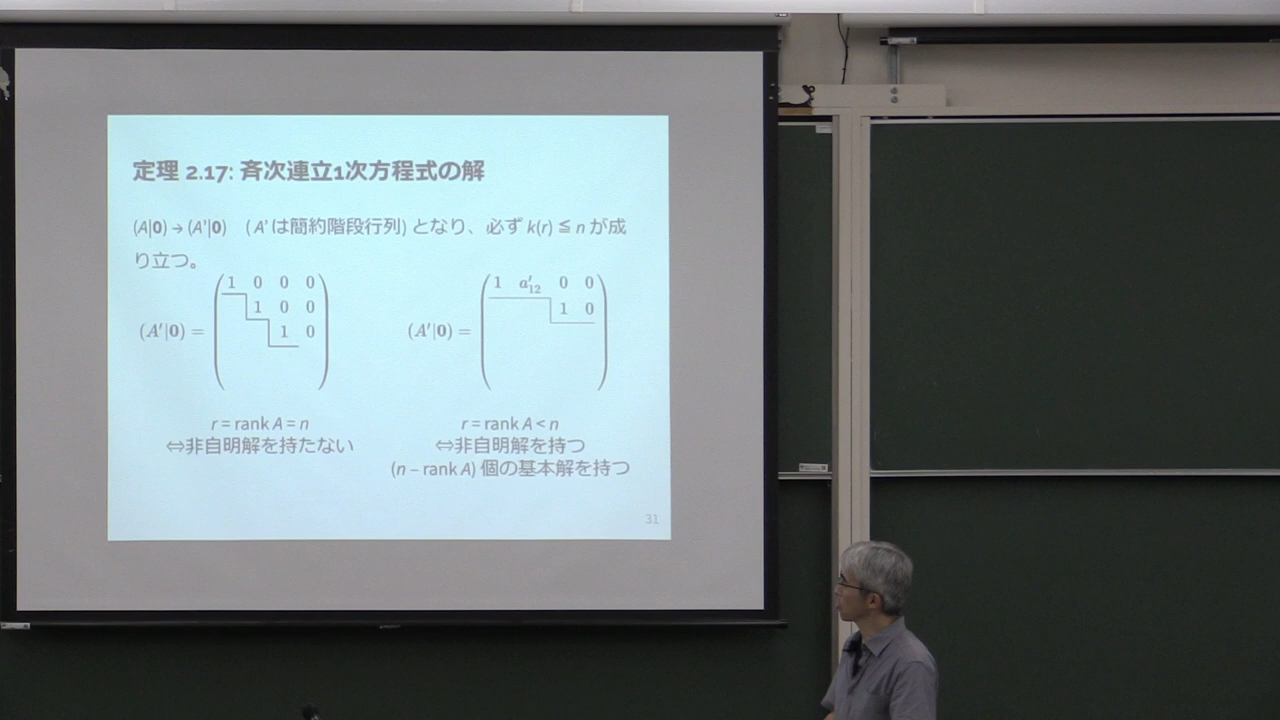 定理 2.17: 斉次連立1次方程式の解
(A|0) → (A'|0) ( A' は簡約階段行列) となり、必ず k(r) ≦ n が成
り立つ。
(A′|0) = ( 1 0 0 0
1 0 0
1 0 )
(A′|0) = ( 1 a′12 0 0
1 0 )
r = rank A = n
⇔非自明解を持たない
r = rank A < n
⇔非自明解を持つ
(n − rank A) 個の基本解を持つ
31